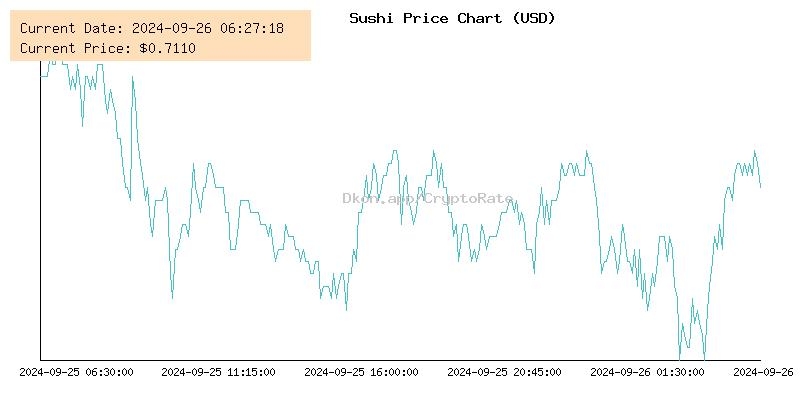 Sushi Price Chart (USD)
Current Date: 2024-09-26 06:27:18
Current Price: $0.7110
Dkon.app/CryptoRate
2024-09-25 06:30:00
2024-09-25 11:15:00
2024-09-25 16:00:00
2024-09-25 20:45:00
2024-09-26 01:30:00
2024-09-26